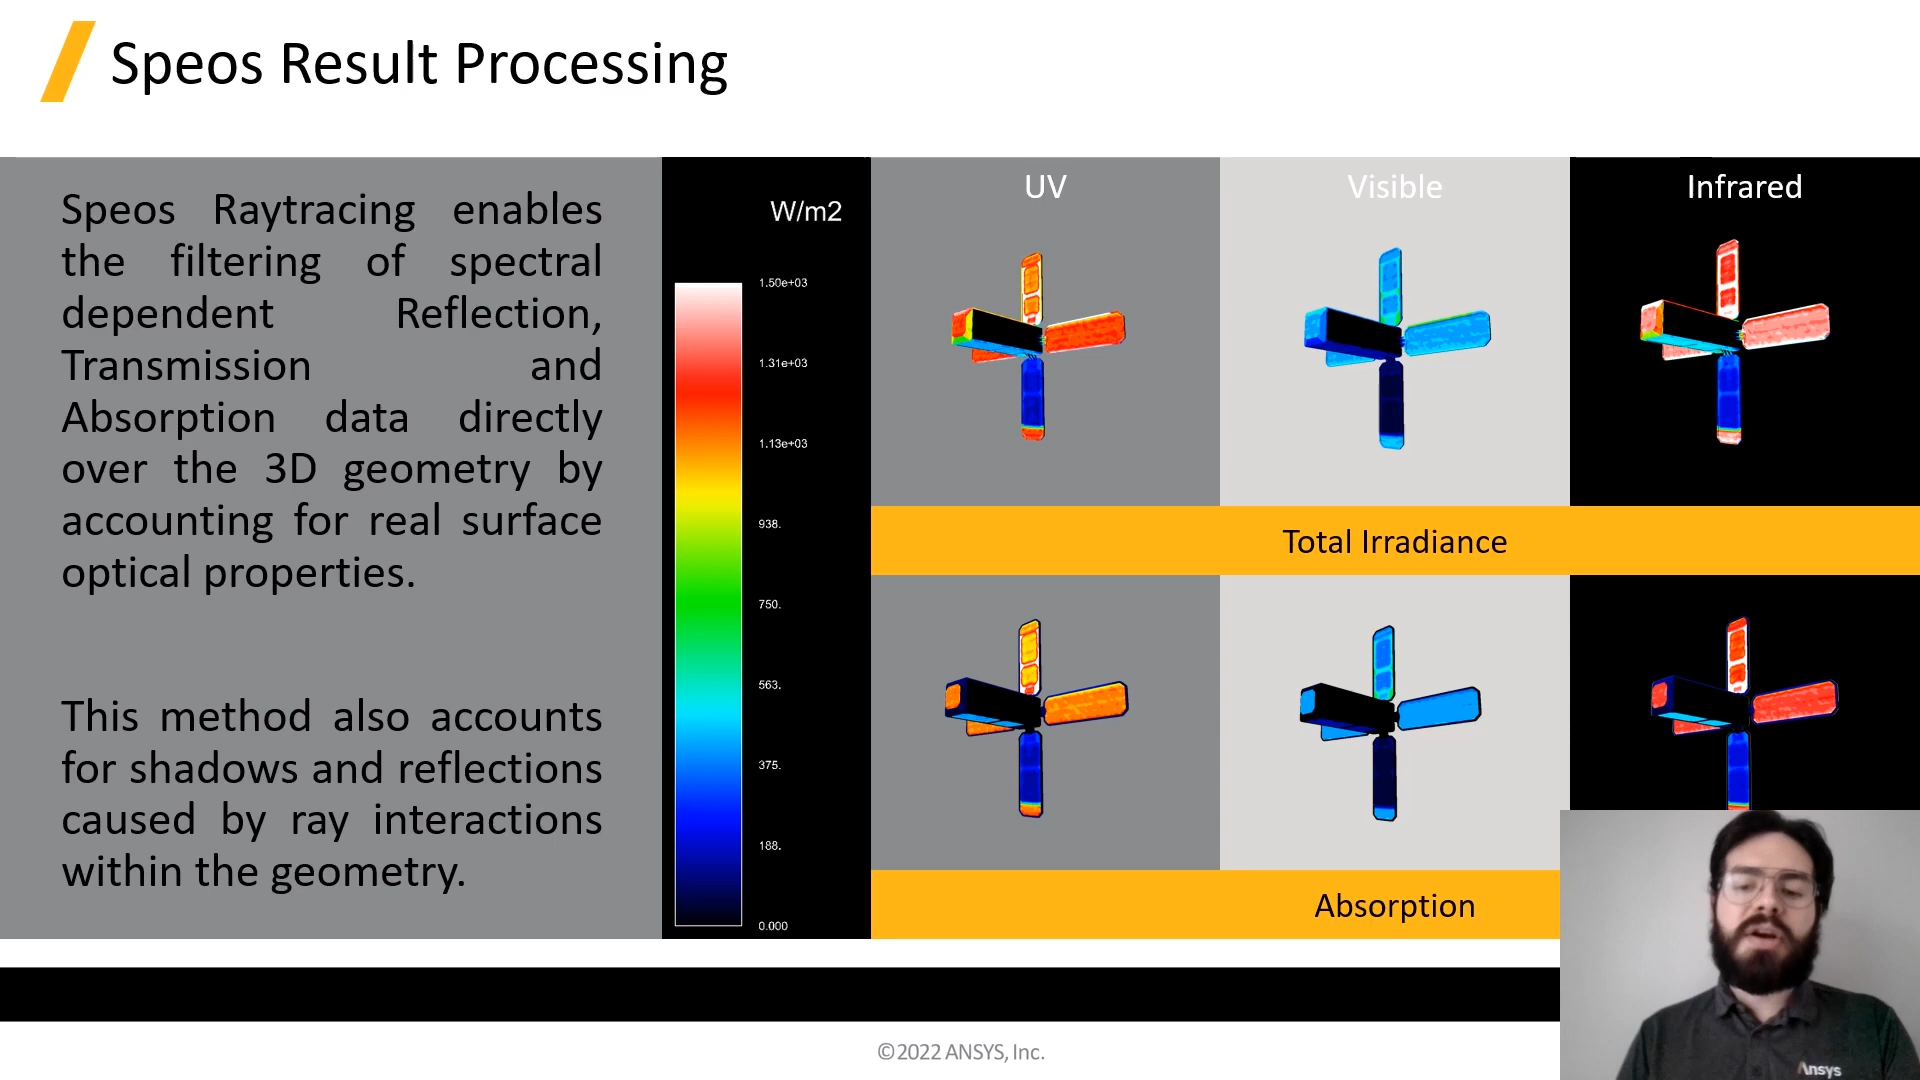 Speos Result Processing
Speos Raytracing enables
the filtering of spectral
dependent Reflection,
Transmission and
Absorption data directly
over the 3D geometry by
accounting for real surface
optical properties.
This method also accounts
for shadows and reflections
caused by ray interactions
within the geometry.
W/m2
1.50e+03
1.31e+03
1.13e+03
938.
750.
563.
375.
188.
0.000
UV Visible Infrared
Total Irradiance
Absorption
©2022 ANSYS, Inc.
Ansys